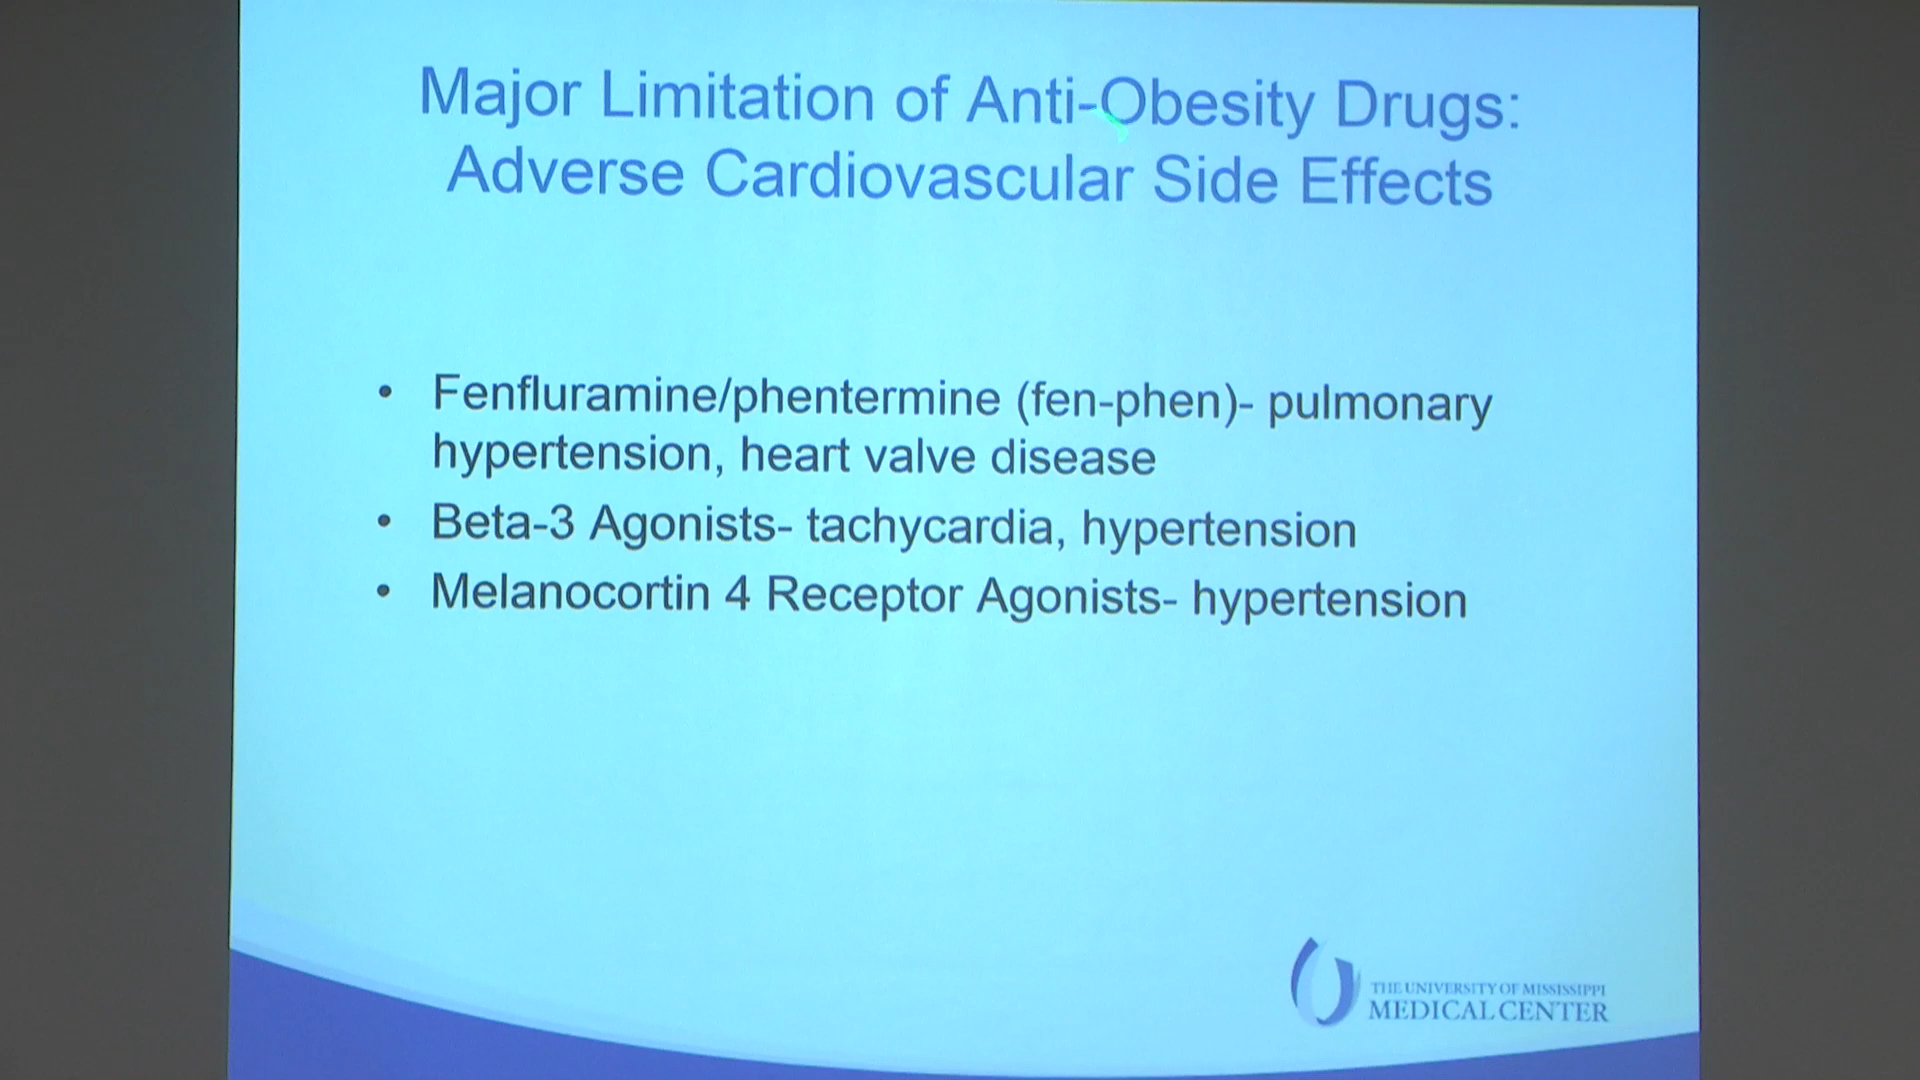 Major Limitation of Anti-Obesity Drugs:
Adverse Cardiovascular Side Effects
• Fenfluramine/phentermine (fen-phen)- pulmonary
hypertension, heart valve disease
• Beta-3 Agonists- tachycardia, hypertension
• Melanocortin 4 Receptor Agonists- hypertension
THE UNIVERSITY OF MISSISSIPPI
MEDICAL CENTER